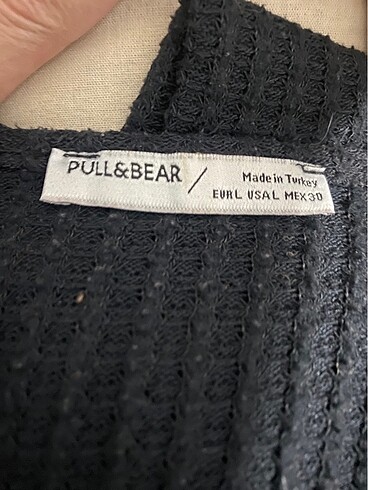 PULL&BEAR /
Made in Turkey
EUR L USA L MEX 30